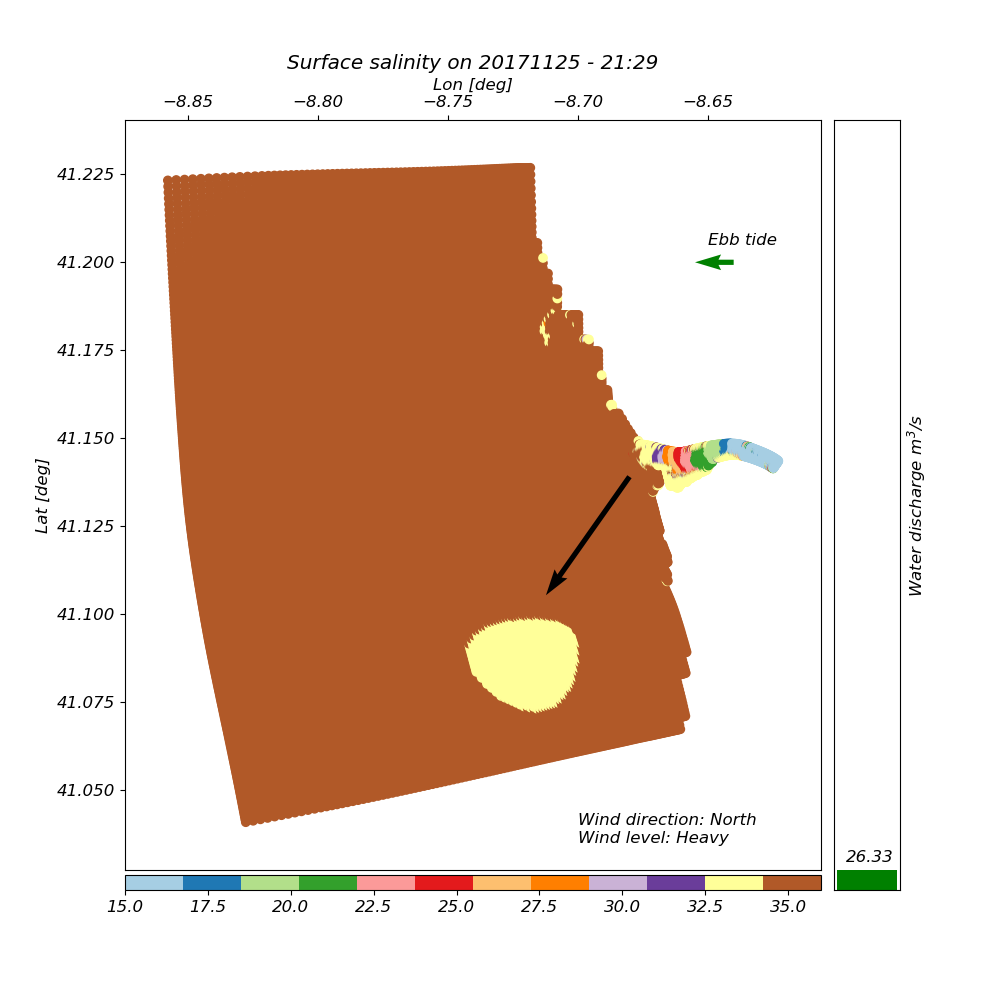 Surface salinity on 20171125 - 21:29
Lon [deg]
−8.85 −8.80 −8.75 −8.70 −8.65
41.225
41.200
41.175
41.150
41.125
41.100
41.075
41.050
Lat [deg]
Ebb tide
Wind direction: North
Wind level: Heavy
Water discharge m³/s
26.33
15.0 17.5 20.0 22.5 25.0 27.5 30.0 32.5 35.0